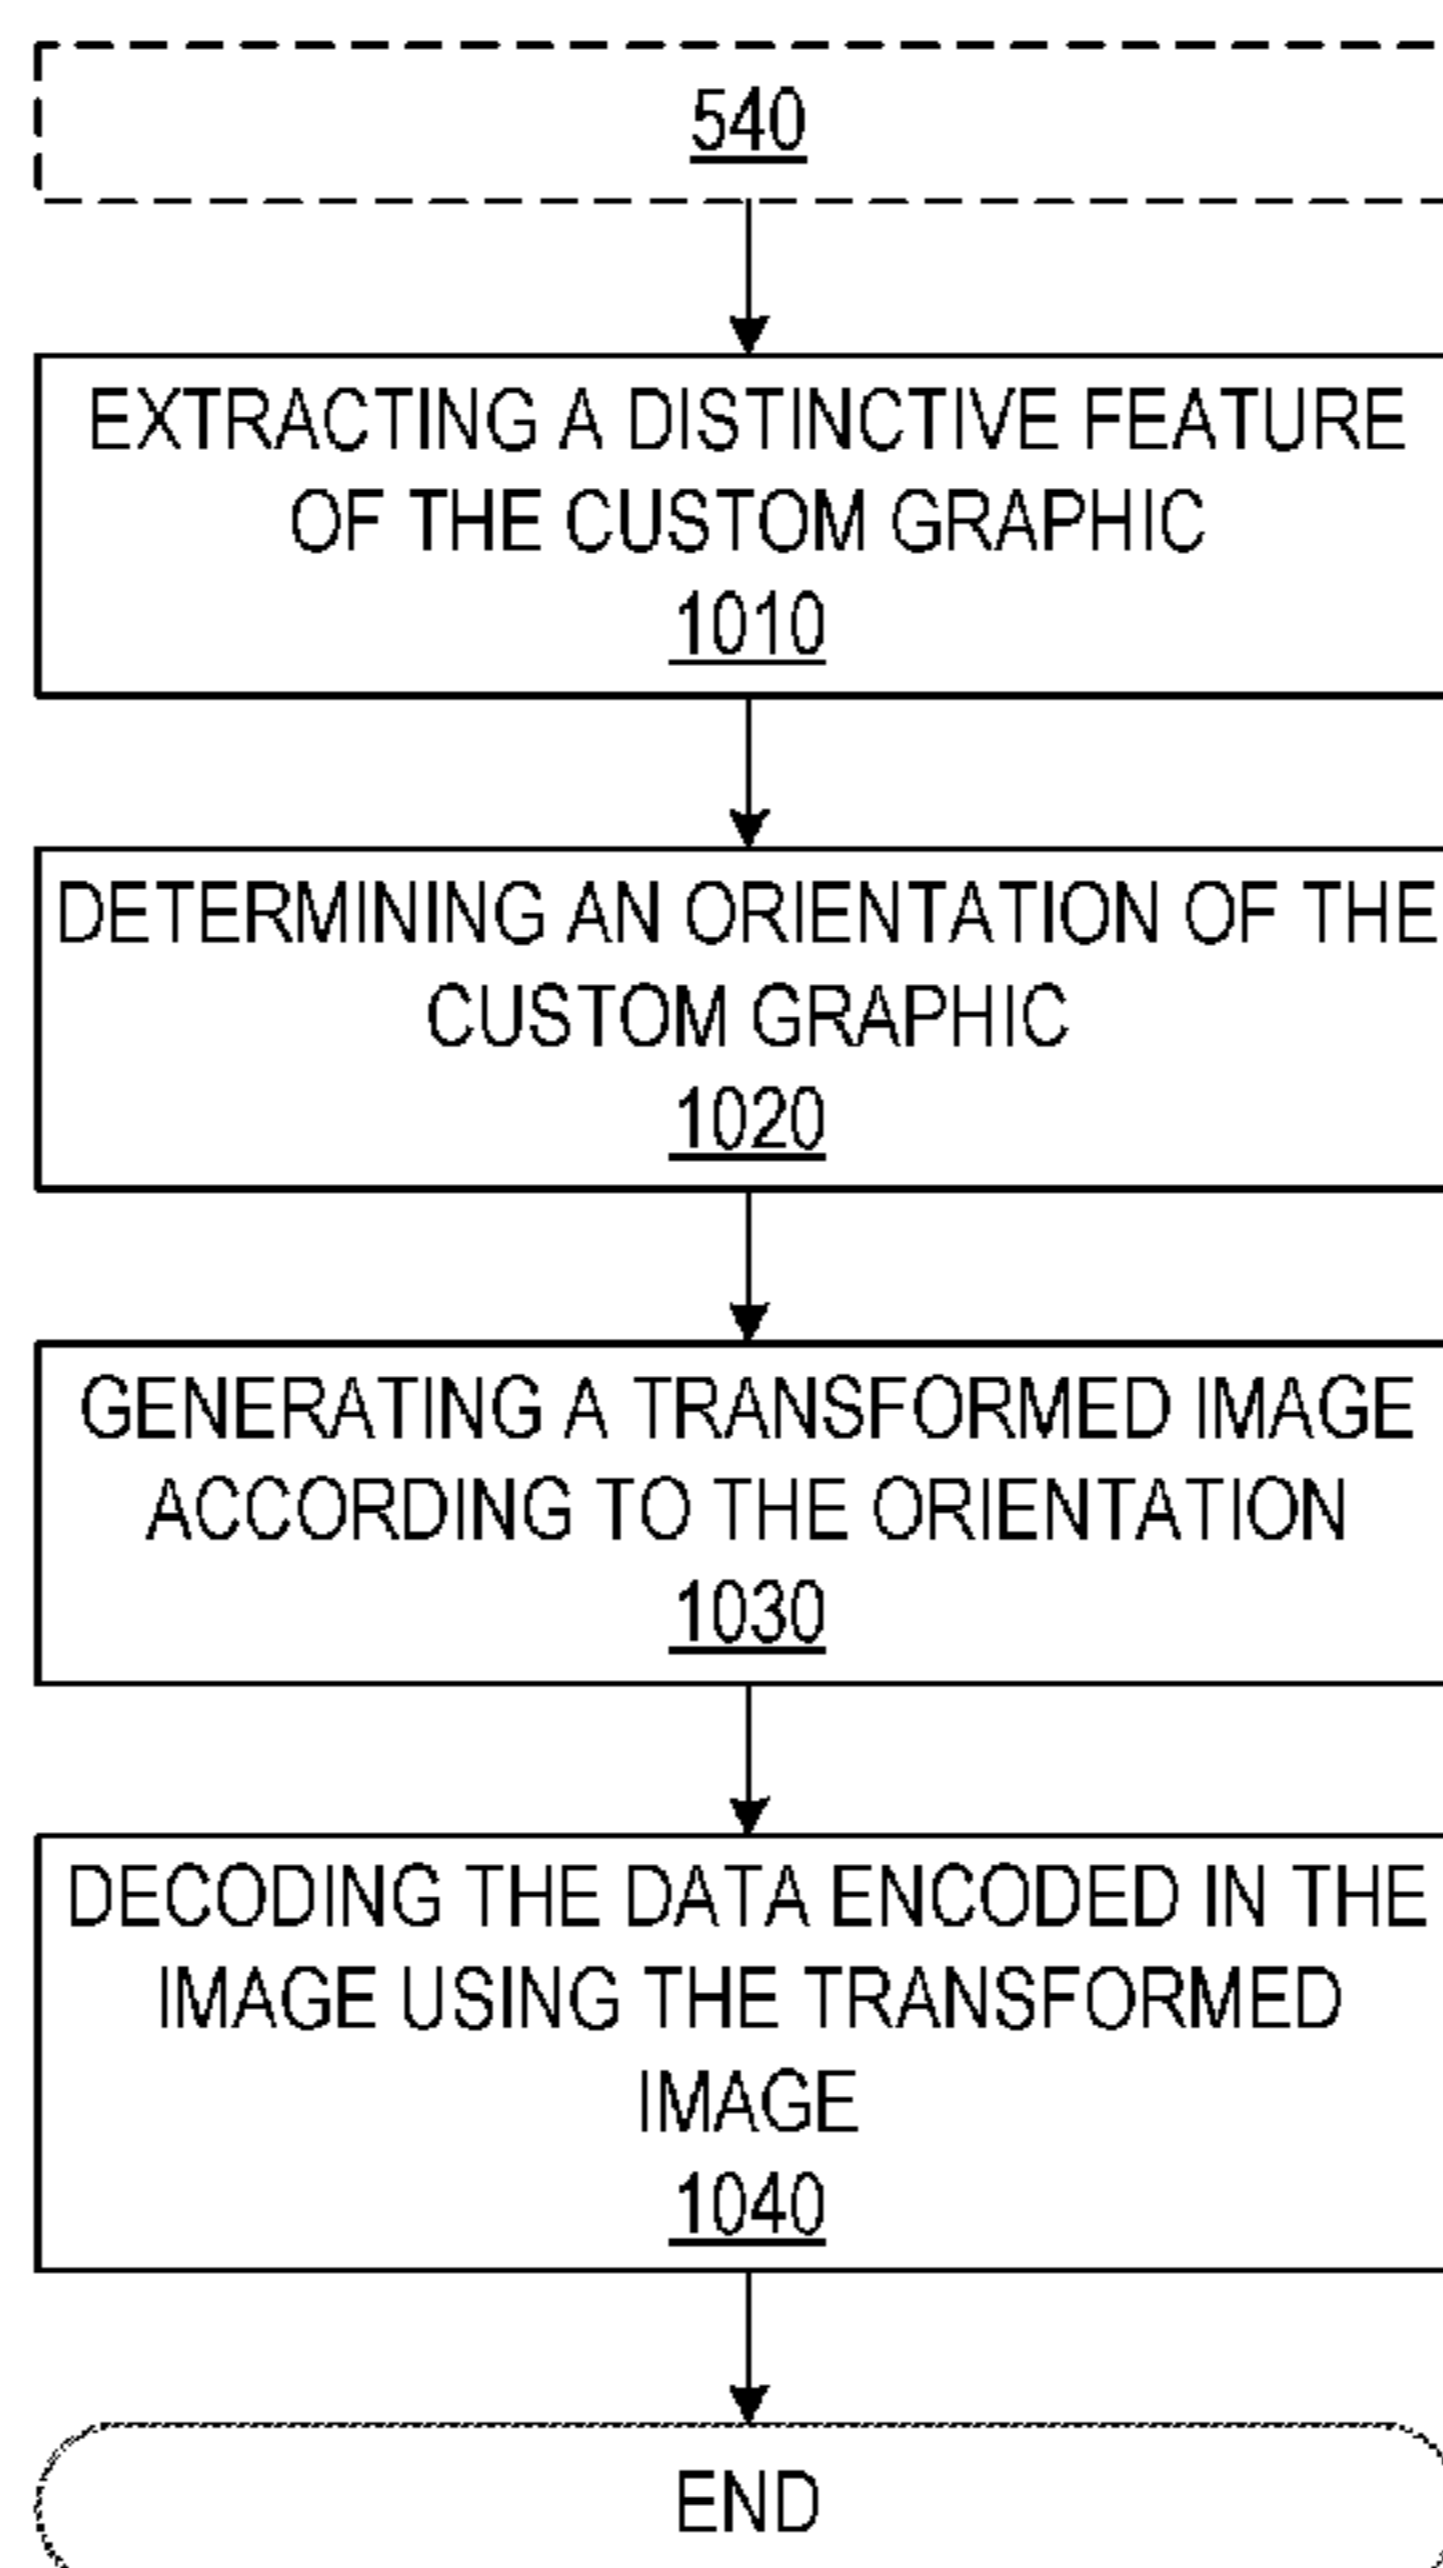 540
EXTRACTING A DISTINCTIVE FEATURE
OF THE CUSTOM GRAPHIC
1010
DETERMINING AN ORIENTATION OF THE
CUSTOM GRAPHIC
1020
GENERATING A TRANSFORMED IMAGE
ACCORDING TO THE ORIENTATION
1030
DECODING THE DATA ENCODED IN THE
IMAGE USING THE TRANSFORMED
IMAGE
1040
END